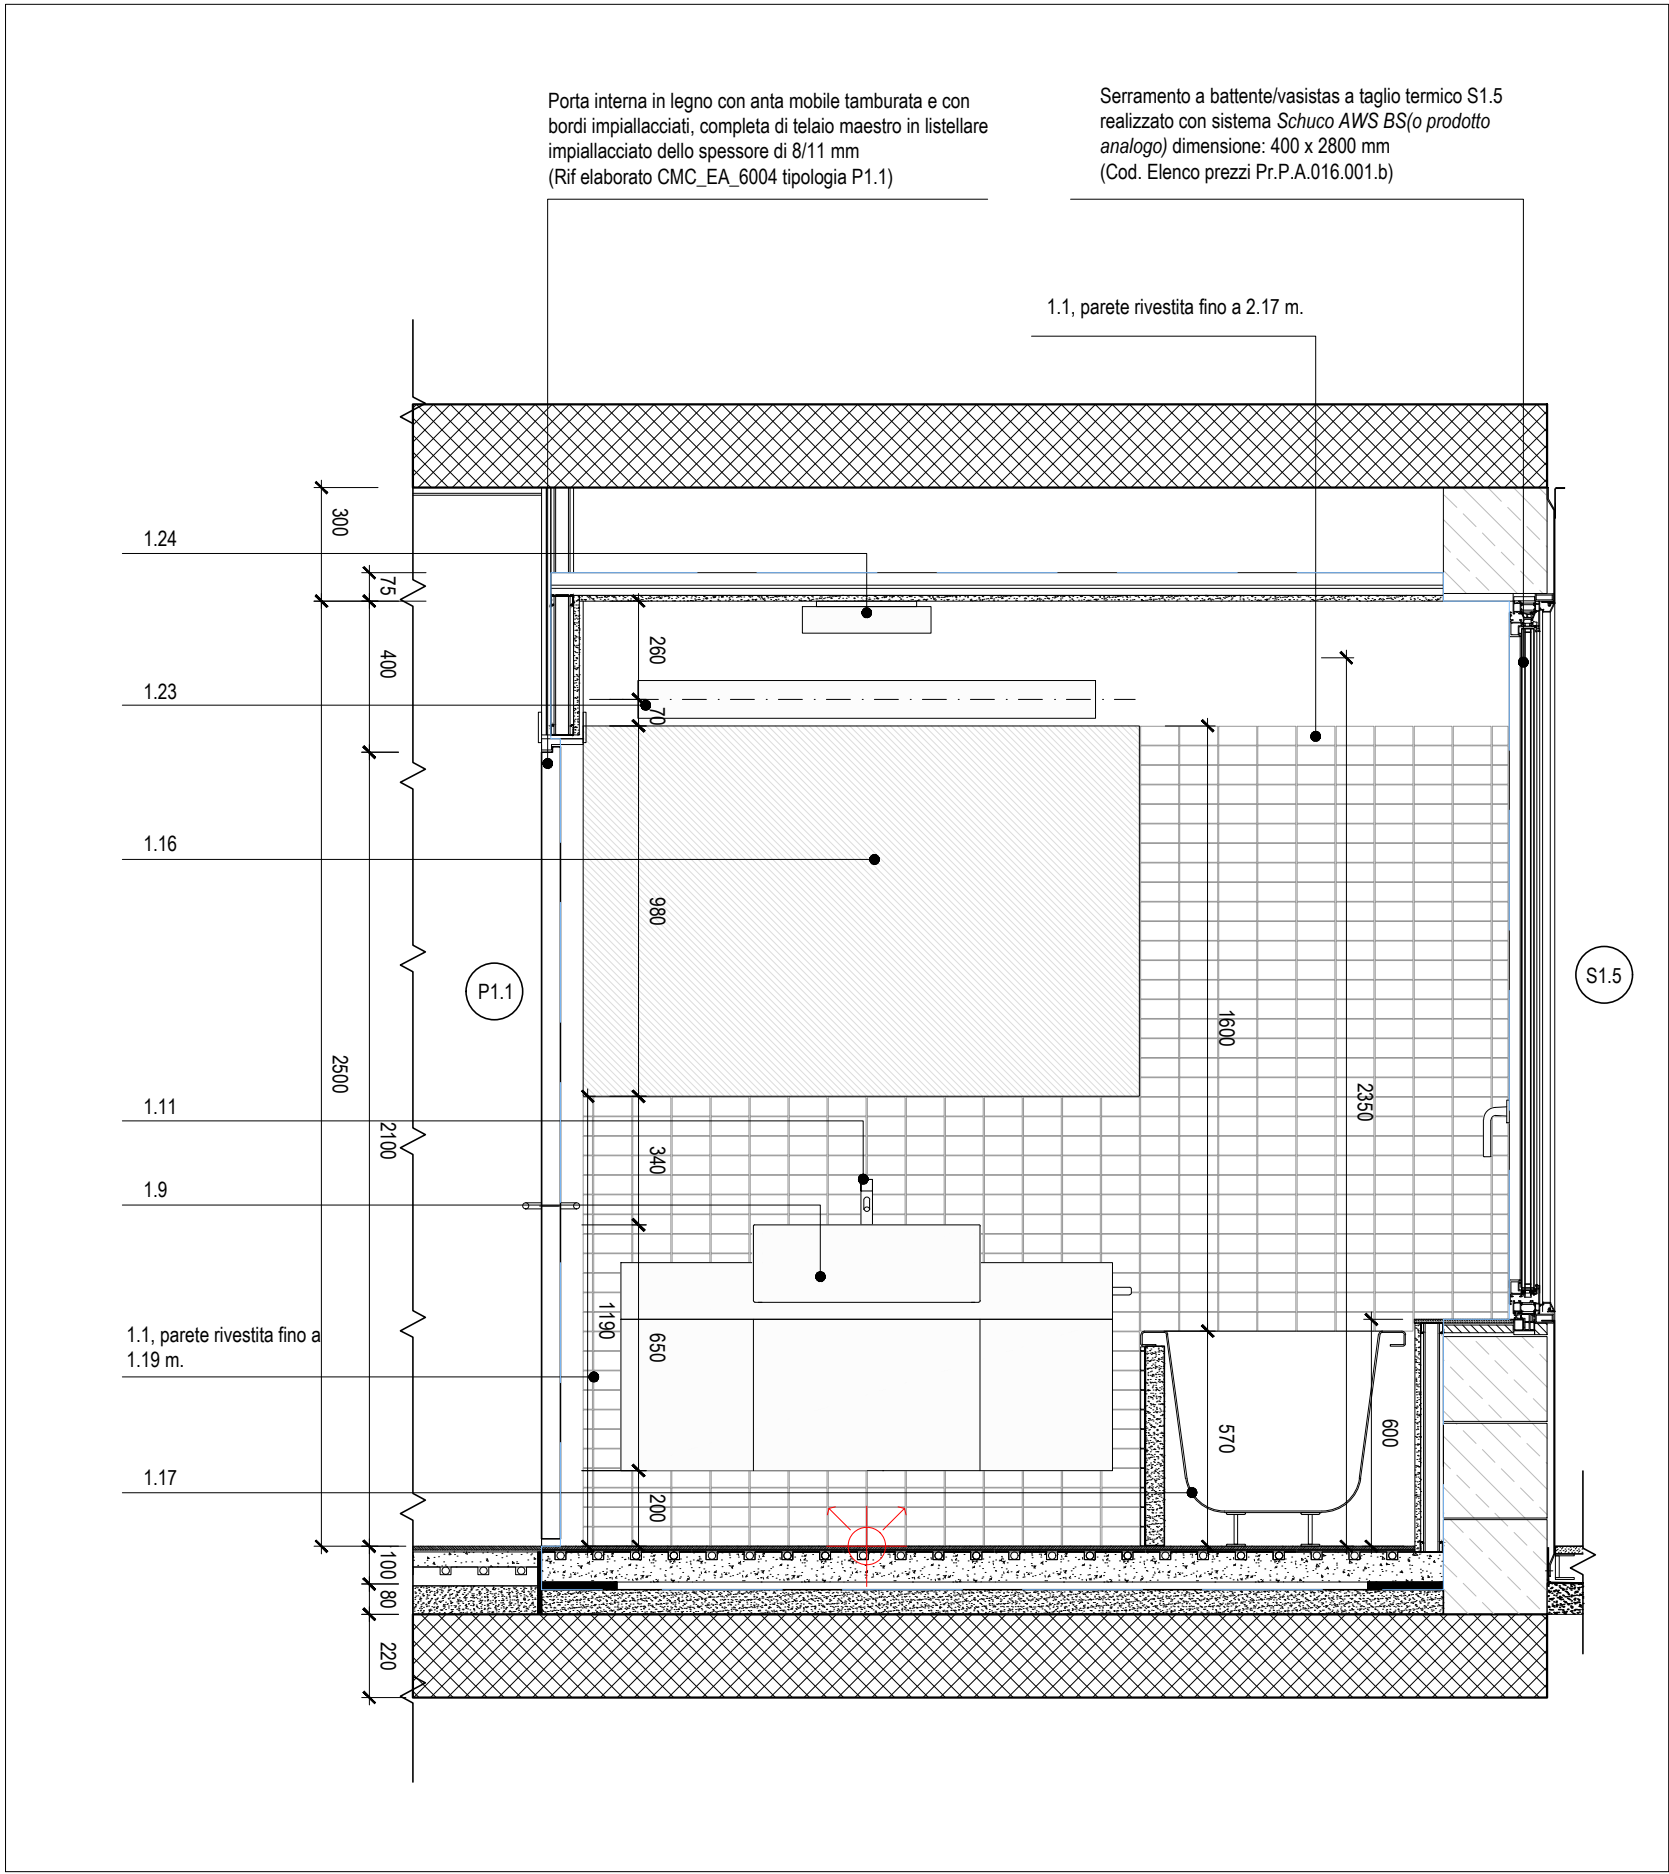 Porta interna in legno con anta mobile tamburata e con
bordi impiallacciati, completa di telaio maestro in listellare
impiallacciato dello spessore di 8/11 mm
(Rif elaborato CMC_EA_6004 tipologia P1.1)
Serramento a battente/vasistas a taglio termico S1.5
realizzato con sistema Schuco AWS BS(o prodotto
analogo) dimensione: 400 x 2800 mm
(Cod. Elenco prezzi Pr.P.A.016.001.b)
1.1, parete rivestita fino a 2.17 m.
300
1.24
75
260
400
1.23
70
1.16
980
P1.1
S1.5
1600
2500
2350
1.11
2100
340
1.9
1190
1.1, parete rivestita fino a
1.19 m.
650
570
600
1.17
200
100
80
220